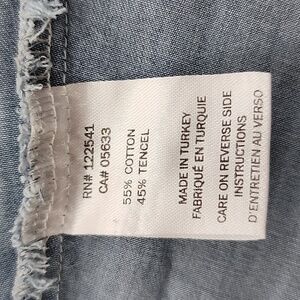 RN# 122541
CA# 05633
55% COTTON
45% TENCEL
MADE IN TURKEY
FABRIQUÉ EN TURQUIE
CARE ON REVERSE SIDE
INSTRUCTIONS
D'ENTRETIEN AU VERSO